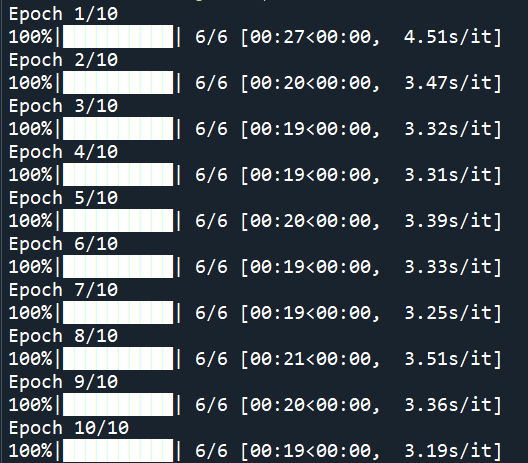 Epoch 1/10
100%|██████████| 6/6 [00:27<00:00,  4.51s/it]
Epoch 2/10
100%|██████████| 6/6 [00:20<00:00,  3.47s/it]
Epoch 3/10
100%|██████████| 6/6 [00:19<00:00,  3.32s/it]
Epoch 4/10
100%|██████████| 6/6 [00:19<00:00,  3.31s/it]
Epoch 5/10
100%|██████████| 6/6 [00:20<00:00,  3.39s/it]
Epoch 6/10
100%|██████████| 6/6 [00:19<00:00,  3.33s/it]
Epoch 7/10
100%|██████████| 6/6 [00:19<00:00,  3.25s/it]
Epoch 8/10
100%|██████████| 6/6 [00:21<00:00,  3.51s/it]
Epoch 9/10
100%|██████████| 6/6 [00:20<00:00,  3.36s/it]
Epoch 10/10
100%|██████████| 6/6 [00:19<00:00,  3.19s/it]